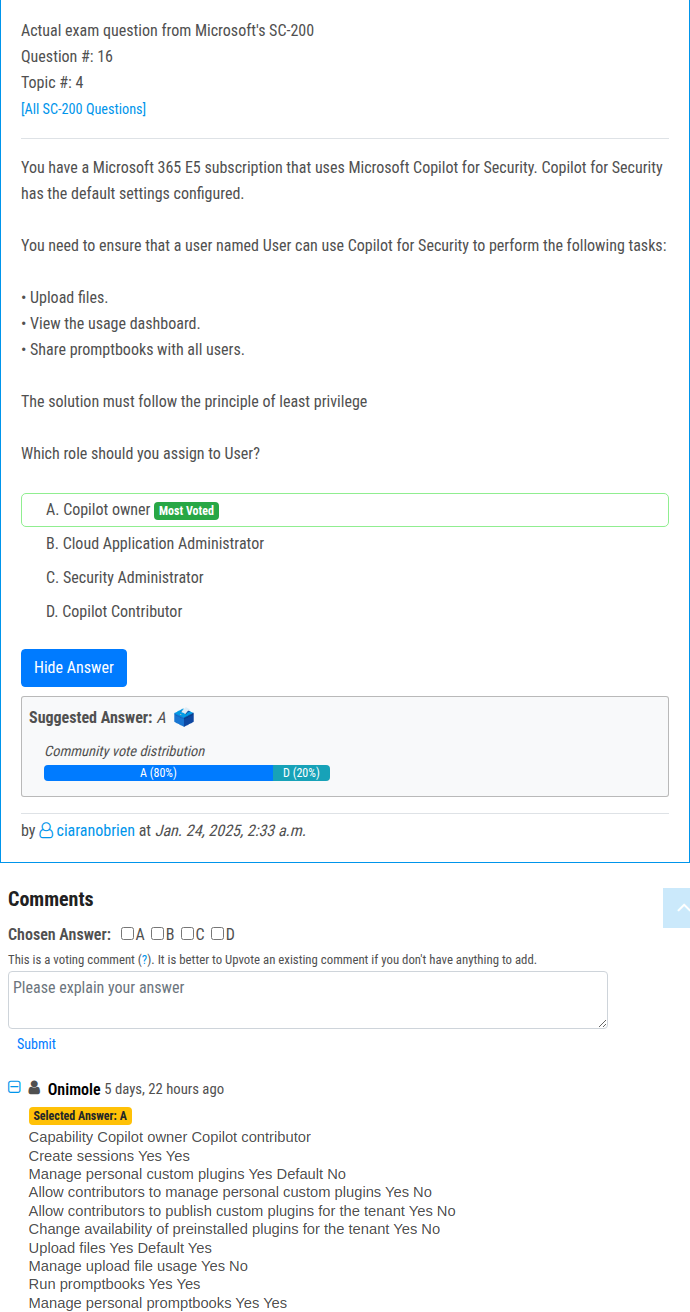 Actual exam question from Microsoft's SC-200
Question #: 16
Topic #: 4
[All SC-200 Questions]
You have a Microsoft 365 E5 subscription that uses Microsoft Copilot for Security. Copilot for Security
has the default settings configured.
You need to ensure that a user named User can use Copilot for Security to perform the following tasks:
• Upload files.
• View the usage dashboard.
• Share promptbooks with all users.
The solution must follow the principle of least privilege
Which role should you assign to User?
A. Copilot owner Most Voted
B. Cloud Application Administrator
C. Security Administrator
D. Copilot Contributor
Hide Answer
Suggested Answer: A
Community vote distribution
A (80%) D (20%)
by ciaranobrien at Jan. 24, 2025, 2:33 a.m.
Comments
Chosen Answer: A B C D
This is a voting comment (?). It is better to Upvote an existing comment if you don't have anything to add.
Please explain your answer
Submit
Onimole 5 days, 22 hours ago
Selected Answer: A
Capability Copilot owner Copilot contributor
Create sessions Yes Yes
Manage personal custom plugins Yes Default No
Allow contributors to manage personal custom plugins Yes No
Allow contributors to publish custom plugins for the tenant Yes No
Change availability of preinstalled plugins for the tenant Yes No
Upload files Yes Default Yes
Manage upload file usage Yes No
Run promptbooks Yes Yes
Manage personal promptbooks Yes Yes